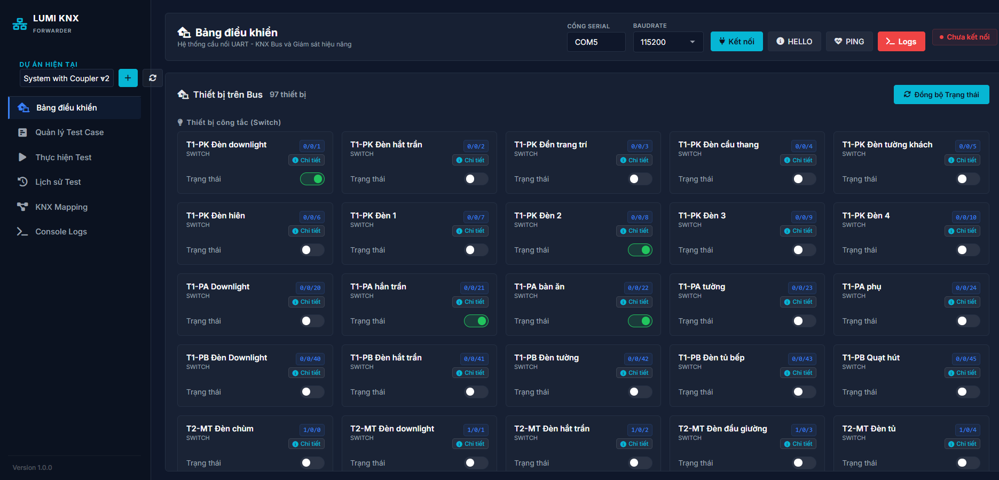 LUMI KNX
FORWARDER
DỰ ÁN HIỆN TẠI
System with Coupler v2
Bảng điều khiển
Quản lý Test Case
Thực hiện Test
Lịch sử Test
KNX Mapping
Console Logs
Version 1.0.0
Bảng điều khiển
Hệ thống cầu nối UART - KNX Bus và Giám sát hiệu năng
CỔNG SERIAL
COM5
BAUDRATE
115200
Kết nối
HELLO
PING
Logs
Chưa kết nối
Thiết bị trên Bus 97 thiết bị
Đồng bộ Trạng thái
Thiết bị công tắc (Switch)
T1-PK Đèn downlight
0/0/1
SWITCH
Chi tiết
Trạng thái
T1-PK Đèn hắt trần
0/0/2
SWITCH
Chi tiết
Trạng thái
T1-PK Đền trang trí
0/0/3
SWITCH
Chi tiết
Trạng thái
T1-PK Đèn cầu thang
0/0/4
SWITCH
Chi tiết
Trạng thái
T1-PK Đèn tường khách
0/0/5
SWITCH
Chi tiết
Trạng thái
T1-PK Đèn hiên
0/0/6
SWITCH
Chi tiết
Trạng thái
T1-PK Đèn 1
0/0/7
SWITCH
Chi tiết
Trạng thái
T1-PK Đèn 2
0/0/8
SWITCH
Chi tiết
Trạng thái
T1-PK Đèn 3
0/0/9
SWITCH
Chi tiết
Trạng thái
T1-PK Đèn 4
0/0/10
SWITCH
Chi tiết
Trạng thái
T1-PA Downlight
0/0/20
SWITCH
Chi tiết
Trạng thái
T1-PA hắn trần
0/0/21
SWITCH
Chi tiết
Trạng thái
T1-PA bàn ăn
0/0/22
SWITCH
Chi tiết
Trạng thái
T1-PA tường
0/0/23
SWITCH
Chi tiết
Trạng thái
T1-PA phụ
0/0/24
SWITCH
Chi tiết
Trạng thái
T1-PB Đèn Downlight
0/0/40
SWITCH
Chi tiết
Trạng thái
T1-PB Đèn hắt trần
0/0/41
SWITCH
Chi tiết
Trạng thái
T1-PB Đèn tường
0/0/42
SWITCH
Chi tiết
Trạng thái
T1-PB Đèn tủ bếp
0/0/43
SWITCH
Chi tiết
Trạng thái
T1-PB Quạt hút
0/0/45
SWITCH
Chi tiết
Trạng thái
T2-MT Đèn chùm
1/0/0
SWITCH
Chi tiết
Trạng thái
T2-MT Đèn downlight
1/0/1
SWITCH
Chi tiết
Trạng thái
T2-MT Đèn hắt trần
1/0/2
SWITCH
Chi tiết
Trạng thái
T2-MT Đèn đầu giường
1/0/3
SWITCH
Chi tiết
Trạng thái
T2-MT Đèn tủ
1/0/4
SWITCH
Chi tiết
Trạng thái